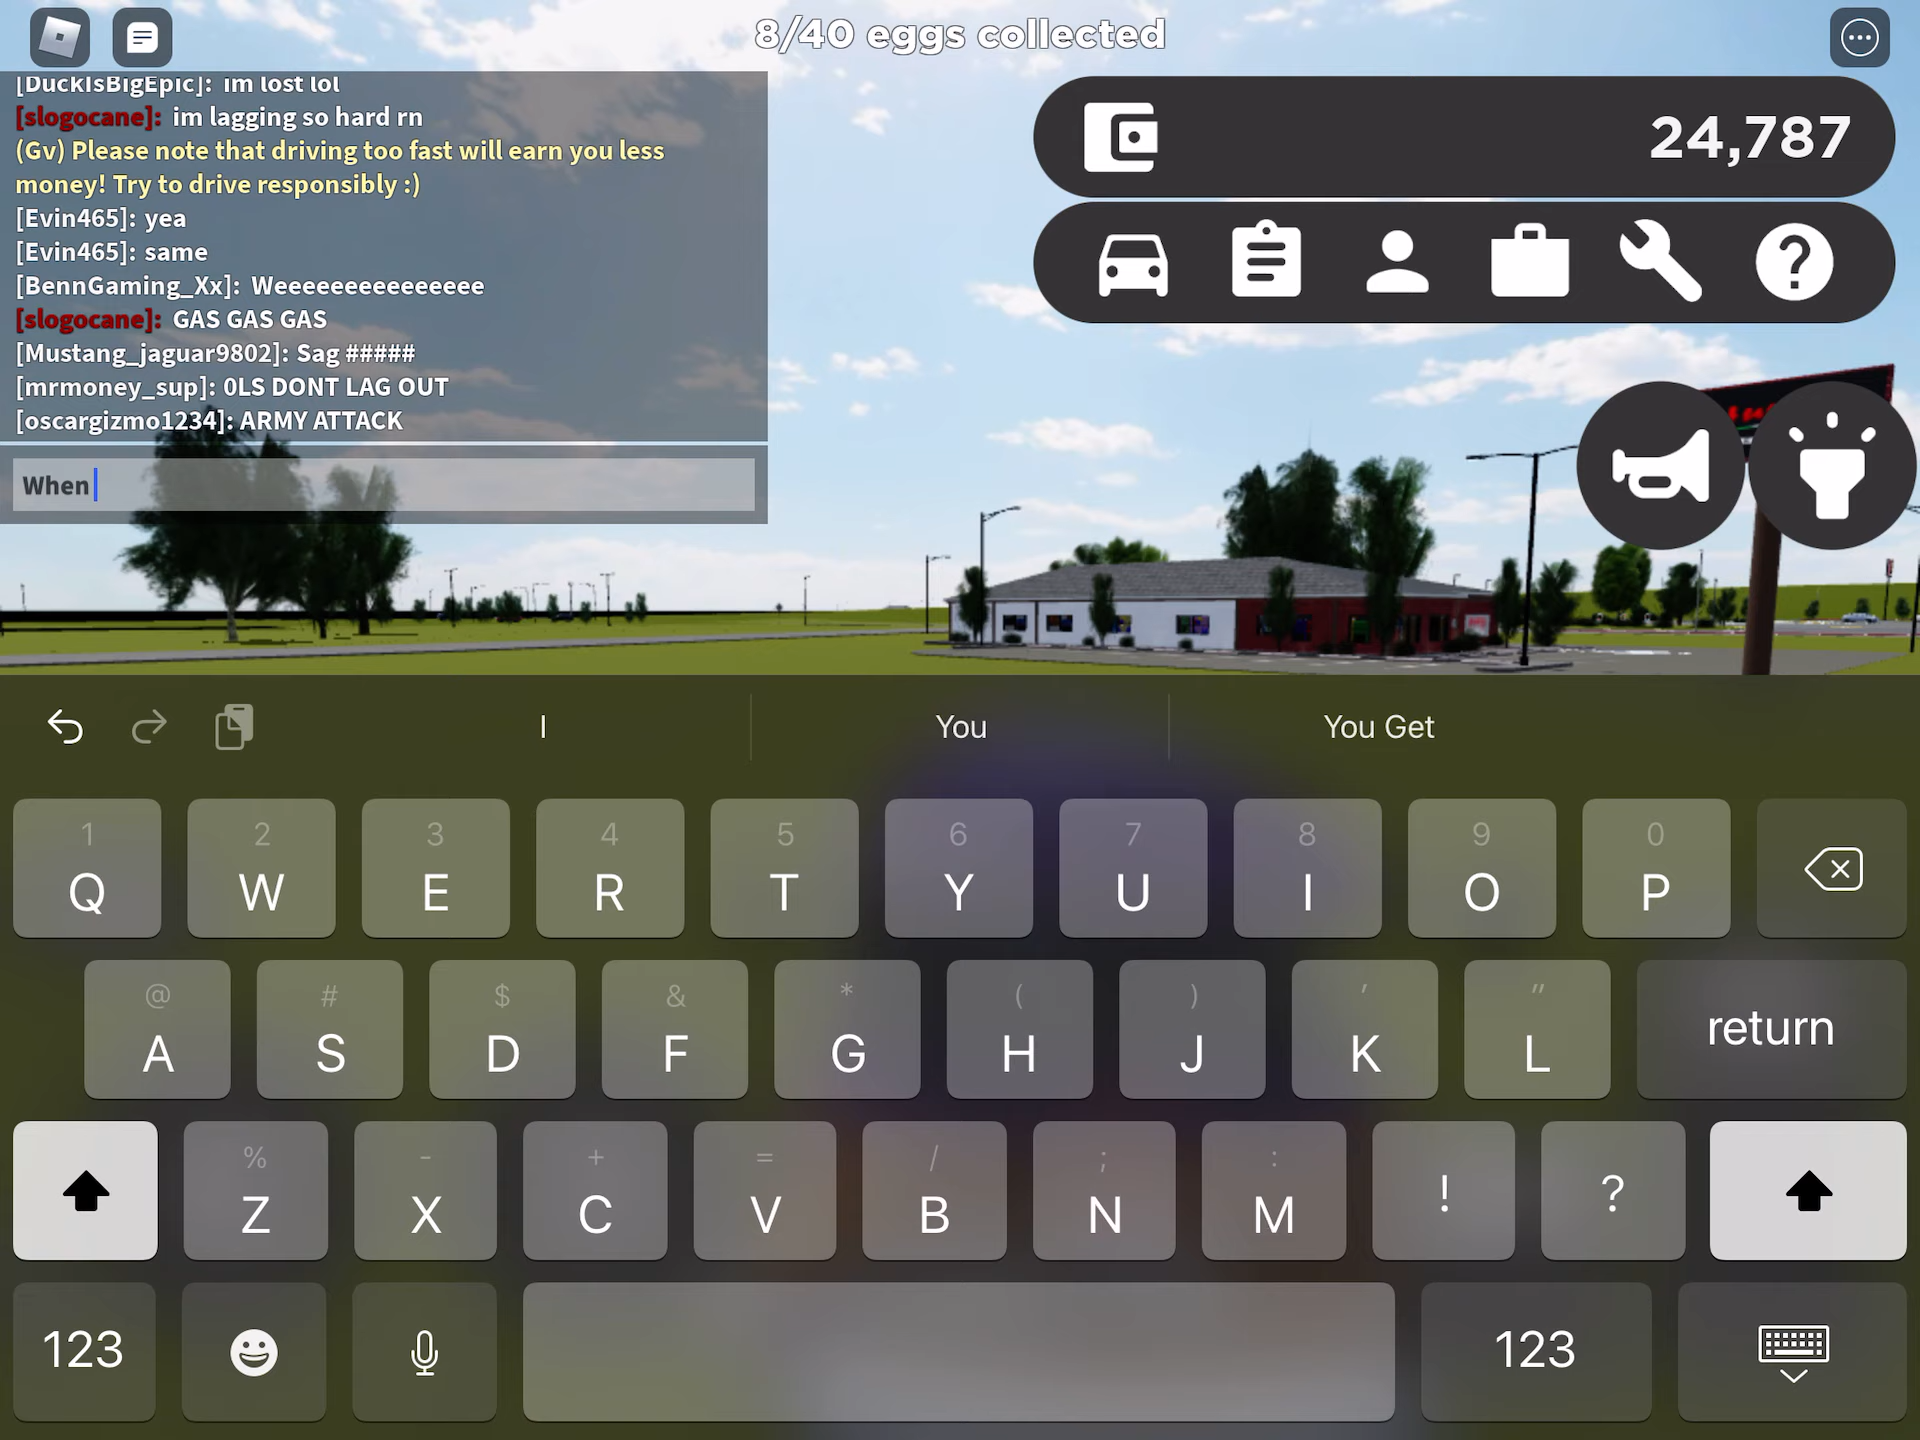 8/40 eggs collected
[DuckIsBigEpic]: im lost lol
[slogocane]: im lagging so hard rn
(Gv) Please note that driving too fast will earn you less
money! Try to drive responsibly :)
[Evin465]: yea
[Evin465]: same
[BennGaming_Xx]: Weeeeeeeeeeeeeee
[slogocane]: GAS GAS GAS
[Mustang_jaguar9802]: Sag #####
[mrmoney_sup]: 0LS DONT LAG OUT
[oscargizmo1234]: ARMY ATTACK
When
24,787
I You You Get
1 2 3 4 5 6 7 8 9 0
Q W E R T Y U I O P
@ # $ & * ( ) ' "
A S D F G H J K L return
% - + = / ; :
Z X C V B N M ! ?
123 123